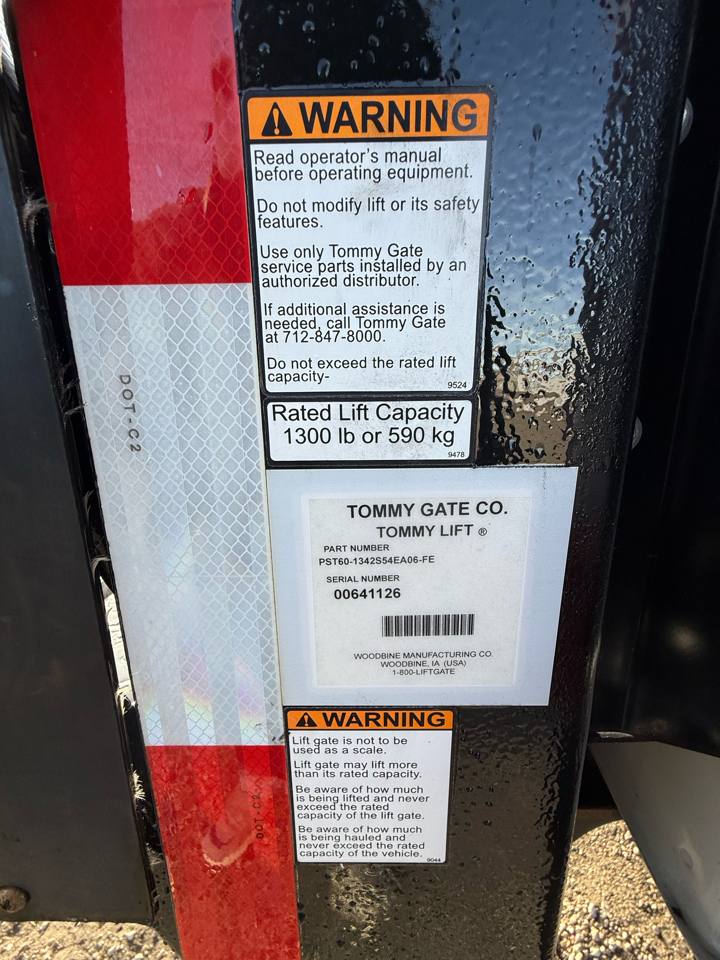 WARNING
Read operator's manual
before operating equipment.
Do not modify lift or its safety
features.
Use only Tommy Gate
service parts installed by an
authorized distributor.
If additional assistance is
needed, call Tommy Gate
at 712-847-8000.
Do not exceed the rated lift
capacity-
9524
DOT-C2
Rated Lift Capacity
1300 lb or 590 kg
9478
TOMMY GATE CO.
TOMMY LIFT ®
PART NUMBER
PST60-1342S54EA06-FE
SERIAL NUMBER
00641126
WOODBINE MANUFACTURING CO.
WOODBINE, IA (USA)
1-800-LIFTGATE
WARNING
Lift gate is not to be
used as a scale.
Lift gate may lift more
than its rated capacity.
Be aware of how much
is being lifted and never
exceed the rated
capacity of the lift gate.
Be aware of how much
is being hauled and
never exceed the rated
capacity of the vehicle.
9044
DOT-C2